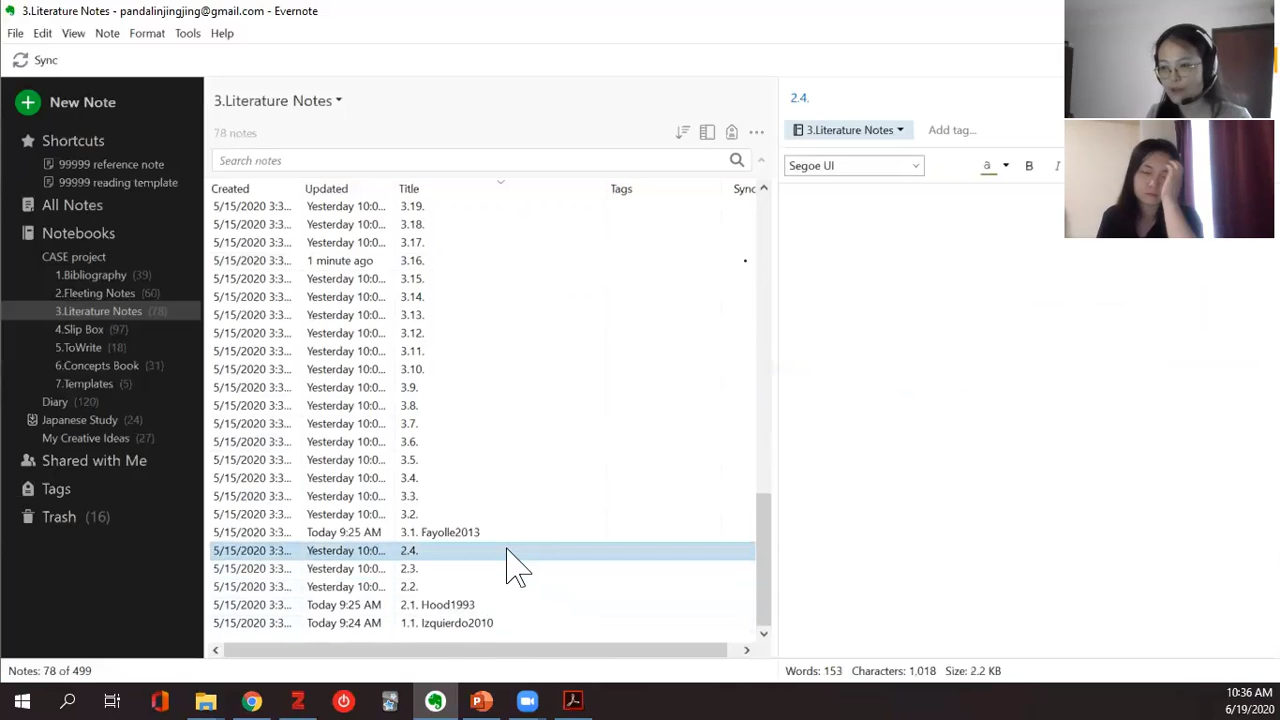 3.Literature Notes - pandalinjingjing@gmail.com - Evernote
File Edit View Note Format Tools Help
Sync
New Note
Shortcuts
99999 reference note
99999 reading template
All Notes
Notebooks
CASE project
1.Bibliography (39)
2.Fleeting Notes (60)
3.Literature Notes (78)
4.Slip Box (97)
5.ToWrite (18)
6.Concepts Book (31)
7.Templates (5)
Diary (120)
Japanese Study (24)
My Creative Ideas (27)
Shared with Me
Tags
Trash (16)
3.Literature Notes
78 notes
Search notes
Created Updated Title Tags Sync
5/15/2020 3:3... Yesterday 10:0... 3.19.
5/15/2020 3:3... Yesterday 10:0... 3.18.
5/15/2020 3:3... Yesterday 10:0... 3.17.
5/15/2020 3:3... 1 minute ago 3.16.
5/15/2020 3:3... Yesterday 10:0... 3.15.
5/15/2020 3:3... Yesterday 10:0... 3.14.
5/15/2020 3:3... Yesterday 10:0... 3.13.
5/15/2020 3:3... Yesterday 10:0... 3.12.
5/15/2020 3:3... Yesterday 10:0... 3.11.
5/15/2020 3:3... Yesterday 10:0... 3.10.
5/15/2020 3:3... Yesterday 10:0... 3.9.
5/15/2020 3:3... Yesterday 10:0... 3.8.
5/15/2020 3:3... Yesterday 10:0... 3.7.
5/15/2020 3:3... Yesterday 10:0... 3.6.
5/15/2020 3:3... Yesterday 10:0... 3.5.
5/15/2020 3:3... Yesterday 10:0... 3.4.
5/15/2020 3:3... Yesterday 10:0... 3.3.
5/15/2020 3:3... Yesterday 10:0... 3.2.
5/15/2020 3:3... Today 9:25 AM 3.1. Fayolle2013
5/15/2020 3:3... Yesterday 10:0... 2.4.
5/15/2020 3:3... Yesterday 10:0... 2.3.
5/15/2020 3:3... Yesterday 10:0... 2.2.
5/15/2020 3:3... Today 9:25 AM 2.1. Hood1993
5/15/2020 3:3... Today 9:24 AM 1.1. Izquierdo2010
2.4.
3.Literature Notes Add tag...
Segoe UI a B I
Notes: 78 of 499
Words: 153 Characters: 1,018 Size: 2.2 KB
10:36 AM
6/19/2020